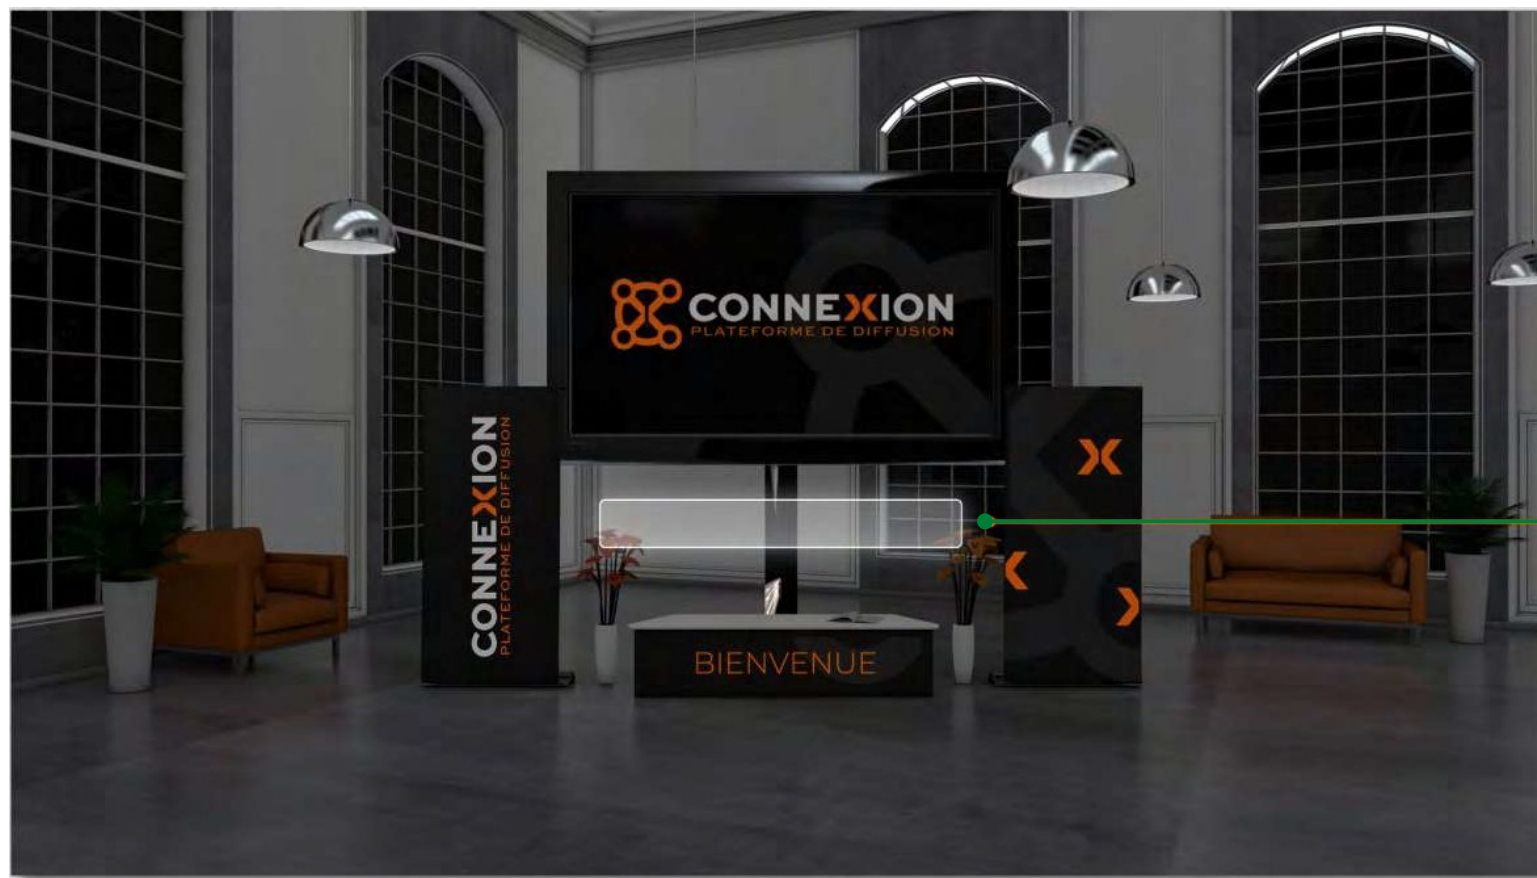 CONNEXION
PLATEFORME DE DIFFUSION
CONNEXION
PLATEFORME DE DIFFUSION
BIENVENUE